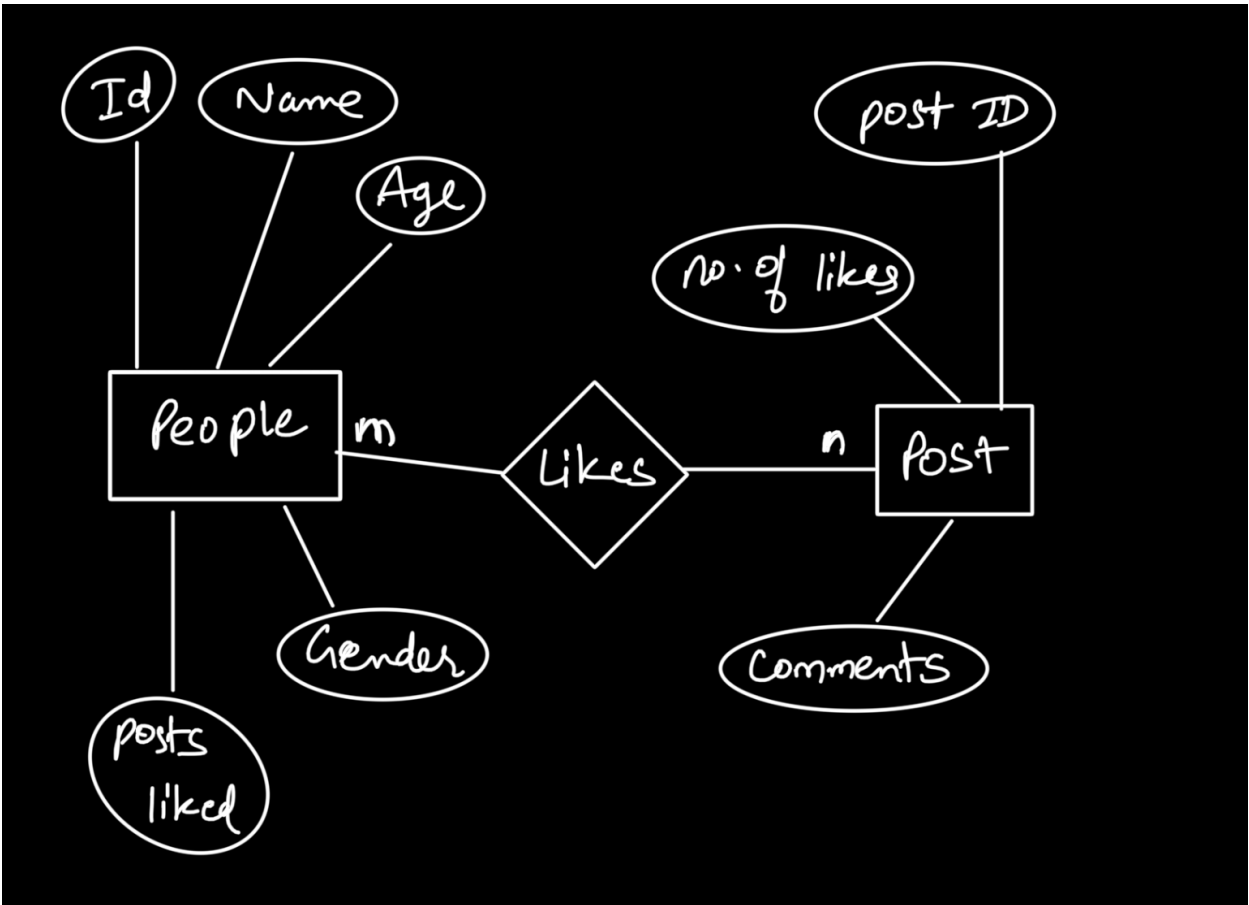 Id
Name
Age
post ID
no. of likes
People
m
Likes
n
Post
Gender
Comments
posts
liked